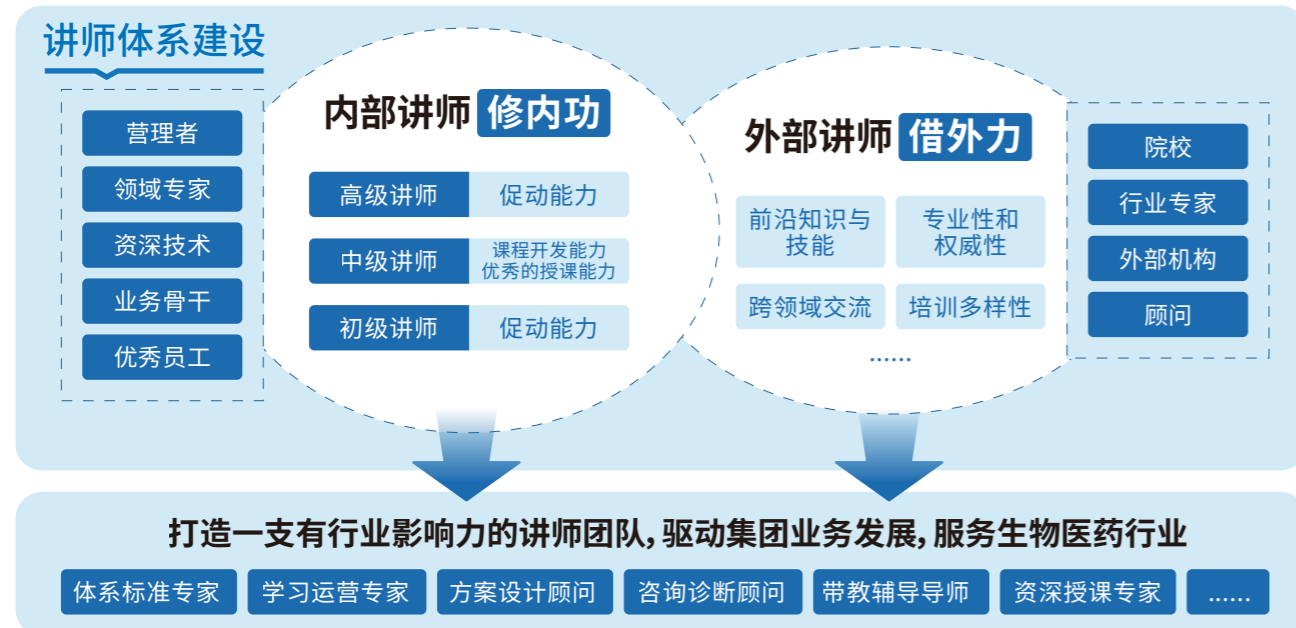 讲师体系建设
营理者
领域专家
资深技术
业务骨干
优秀员工
内部讲师 修内功
高级讲师 促动能力
中级讲师 课程开发能力
优秀的授课能力
初级讲师 促动能力
外部讲师 借外力
前沿知识与
技能
专业性和
权威性
跨领域交流 培训多样性
......
院校
行业专家
外部机构
顾问
打造一支有行业影响力的讲师团队,驱动集团业务发展,服务生物医药行业
体系标准专家 学习运营专家 方案设计顾问 咨询诊断顾问 带教辅导导师 资深授课专家 ......